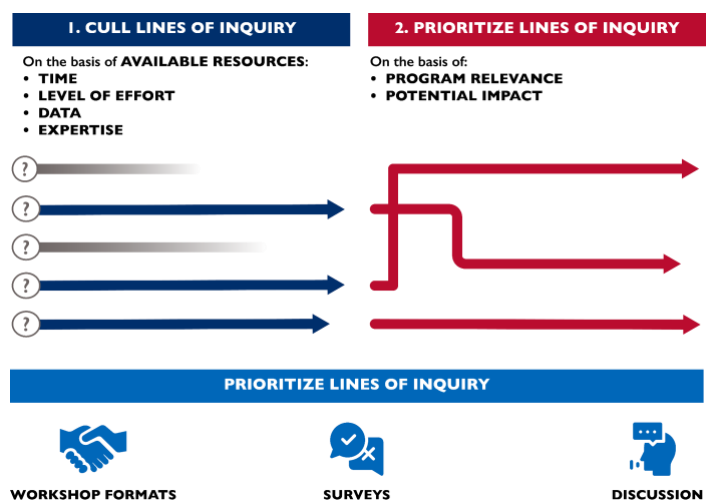 1. CULL LINES OF INQUIRY
On the basis of AVAILABLE RESOURCES:
• TIME
• LEVEL OF EFFORT
• DATA
• EXPERTISE
2. PRIORITIZE LINES OF INQUIRY
On the basis of:
• PROGRAM RELEVANCE
• POTENTIAL IMPACT
?
?
?
?
?
PRIORITIZE LINES OF INQUIRY
WORKSHOP FORMATS
SURVEYS
DISCUSSION